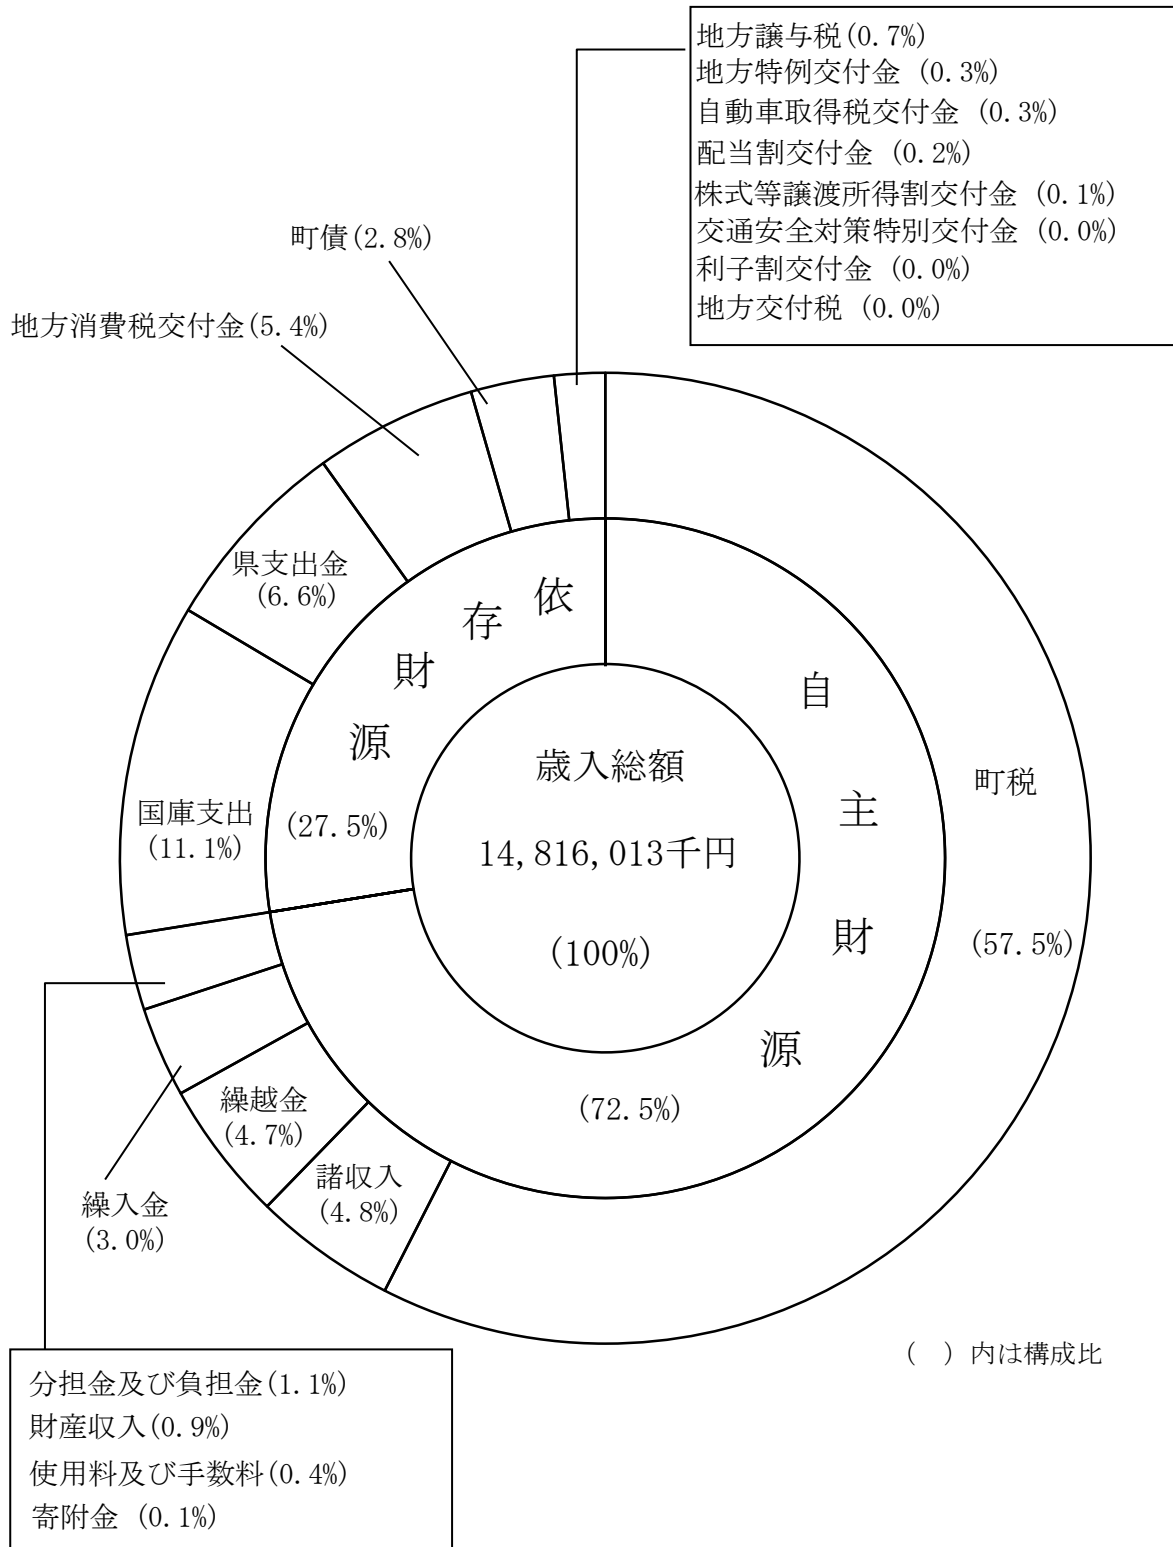 地方譲与税(0.7%)
地方特例交付金 (0.3%)
自動車取得税交付金 (0.3%)
配当割交付金 (0.2%)
株式等譲渡所得割交付金 (0.1%)
交通安全対策特別交付金 (0.0%)
利子割交付金 (0.0%)
地方交付税 (0.0%)
町債(2.8%)
地方消費税交付金(5.4%)
県支出金
(6.6%)
国庫支出
(11.1%)
依存財源
(27.5%)
歳入総額
14,816,013千円
(100%)
自主財源
(72.5%)
町税
(57.5%)
繰越金
(4.7%)
諸収入
(4.8%)
繰入金
(3.0%)
分担金及び負担金(1.1%)
財産収入(0.9%)
使用料及び手数料(0.4%)
寄附金 (0.1%)
( ) 内は構成比